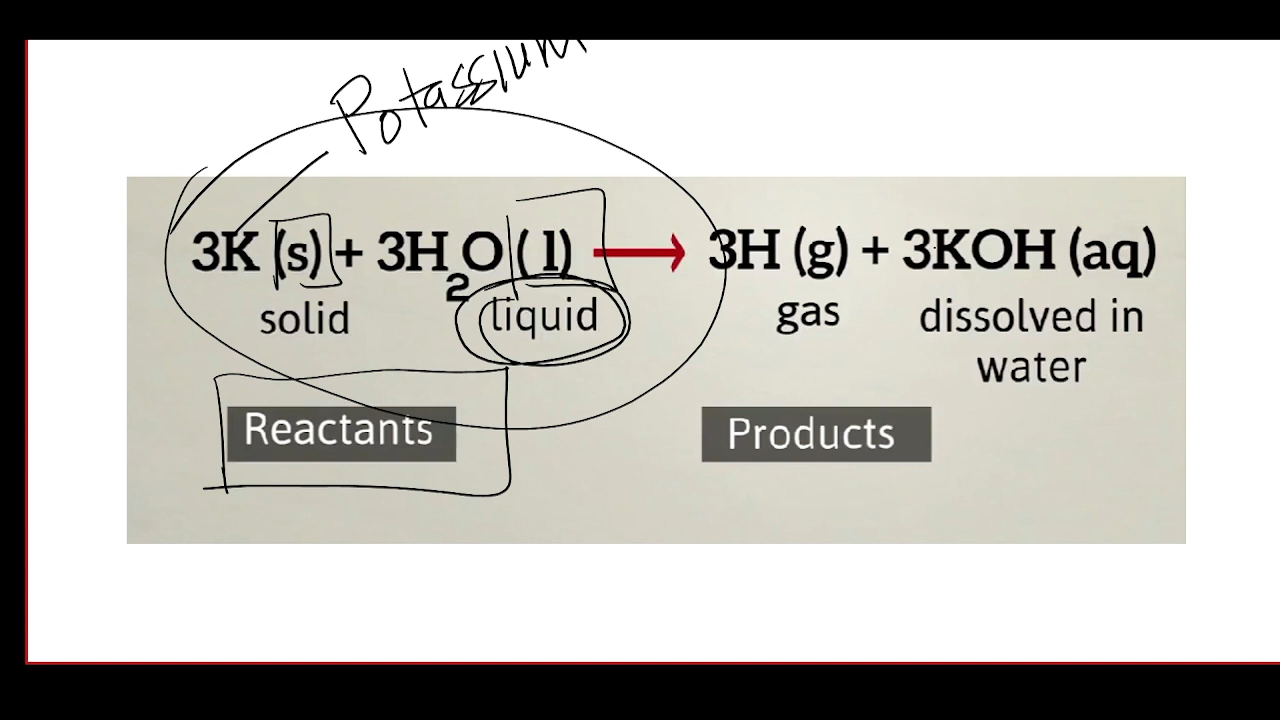 Potassium
3K (s) + 3H₂O (l) → 3H (g) + 3KOH (aq)
solid liquid gas dissolved in
water
Reactants Products